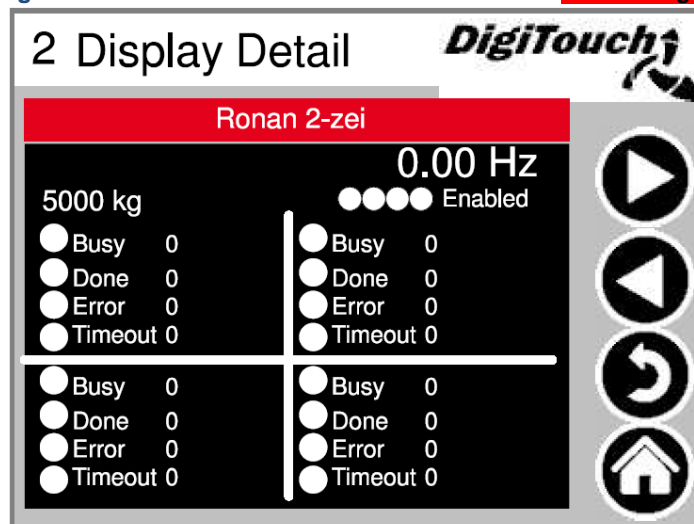 2 Display Detail
DigiTouch
Ronan 2-zei
0.00 Hz
5000 kg
Enabled
Busy 0 Busy 0
Done 0 Done 0
Error 0 Error 0
Timeout 0 Timeout 0
Busy 0 Busy 0
Done 0 Done 0
Error 0 Error 0
Timeout 0 Timeout 0